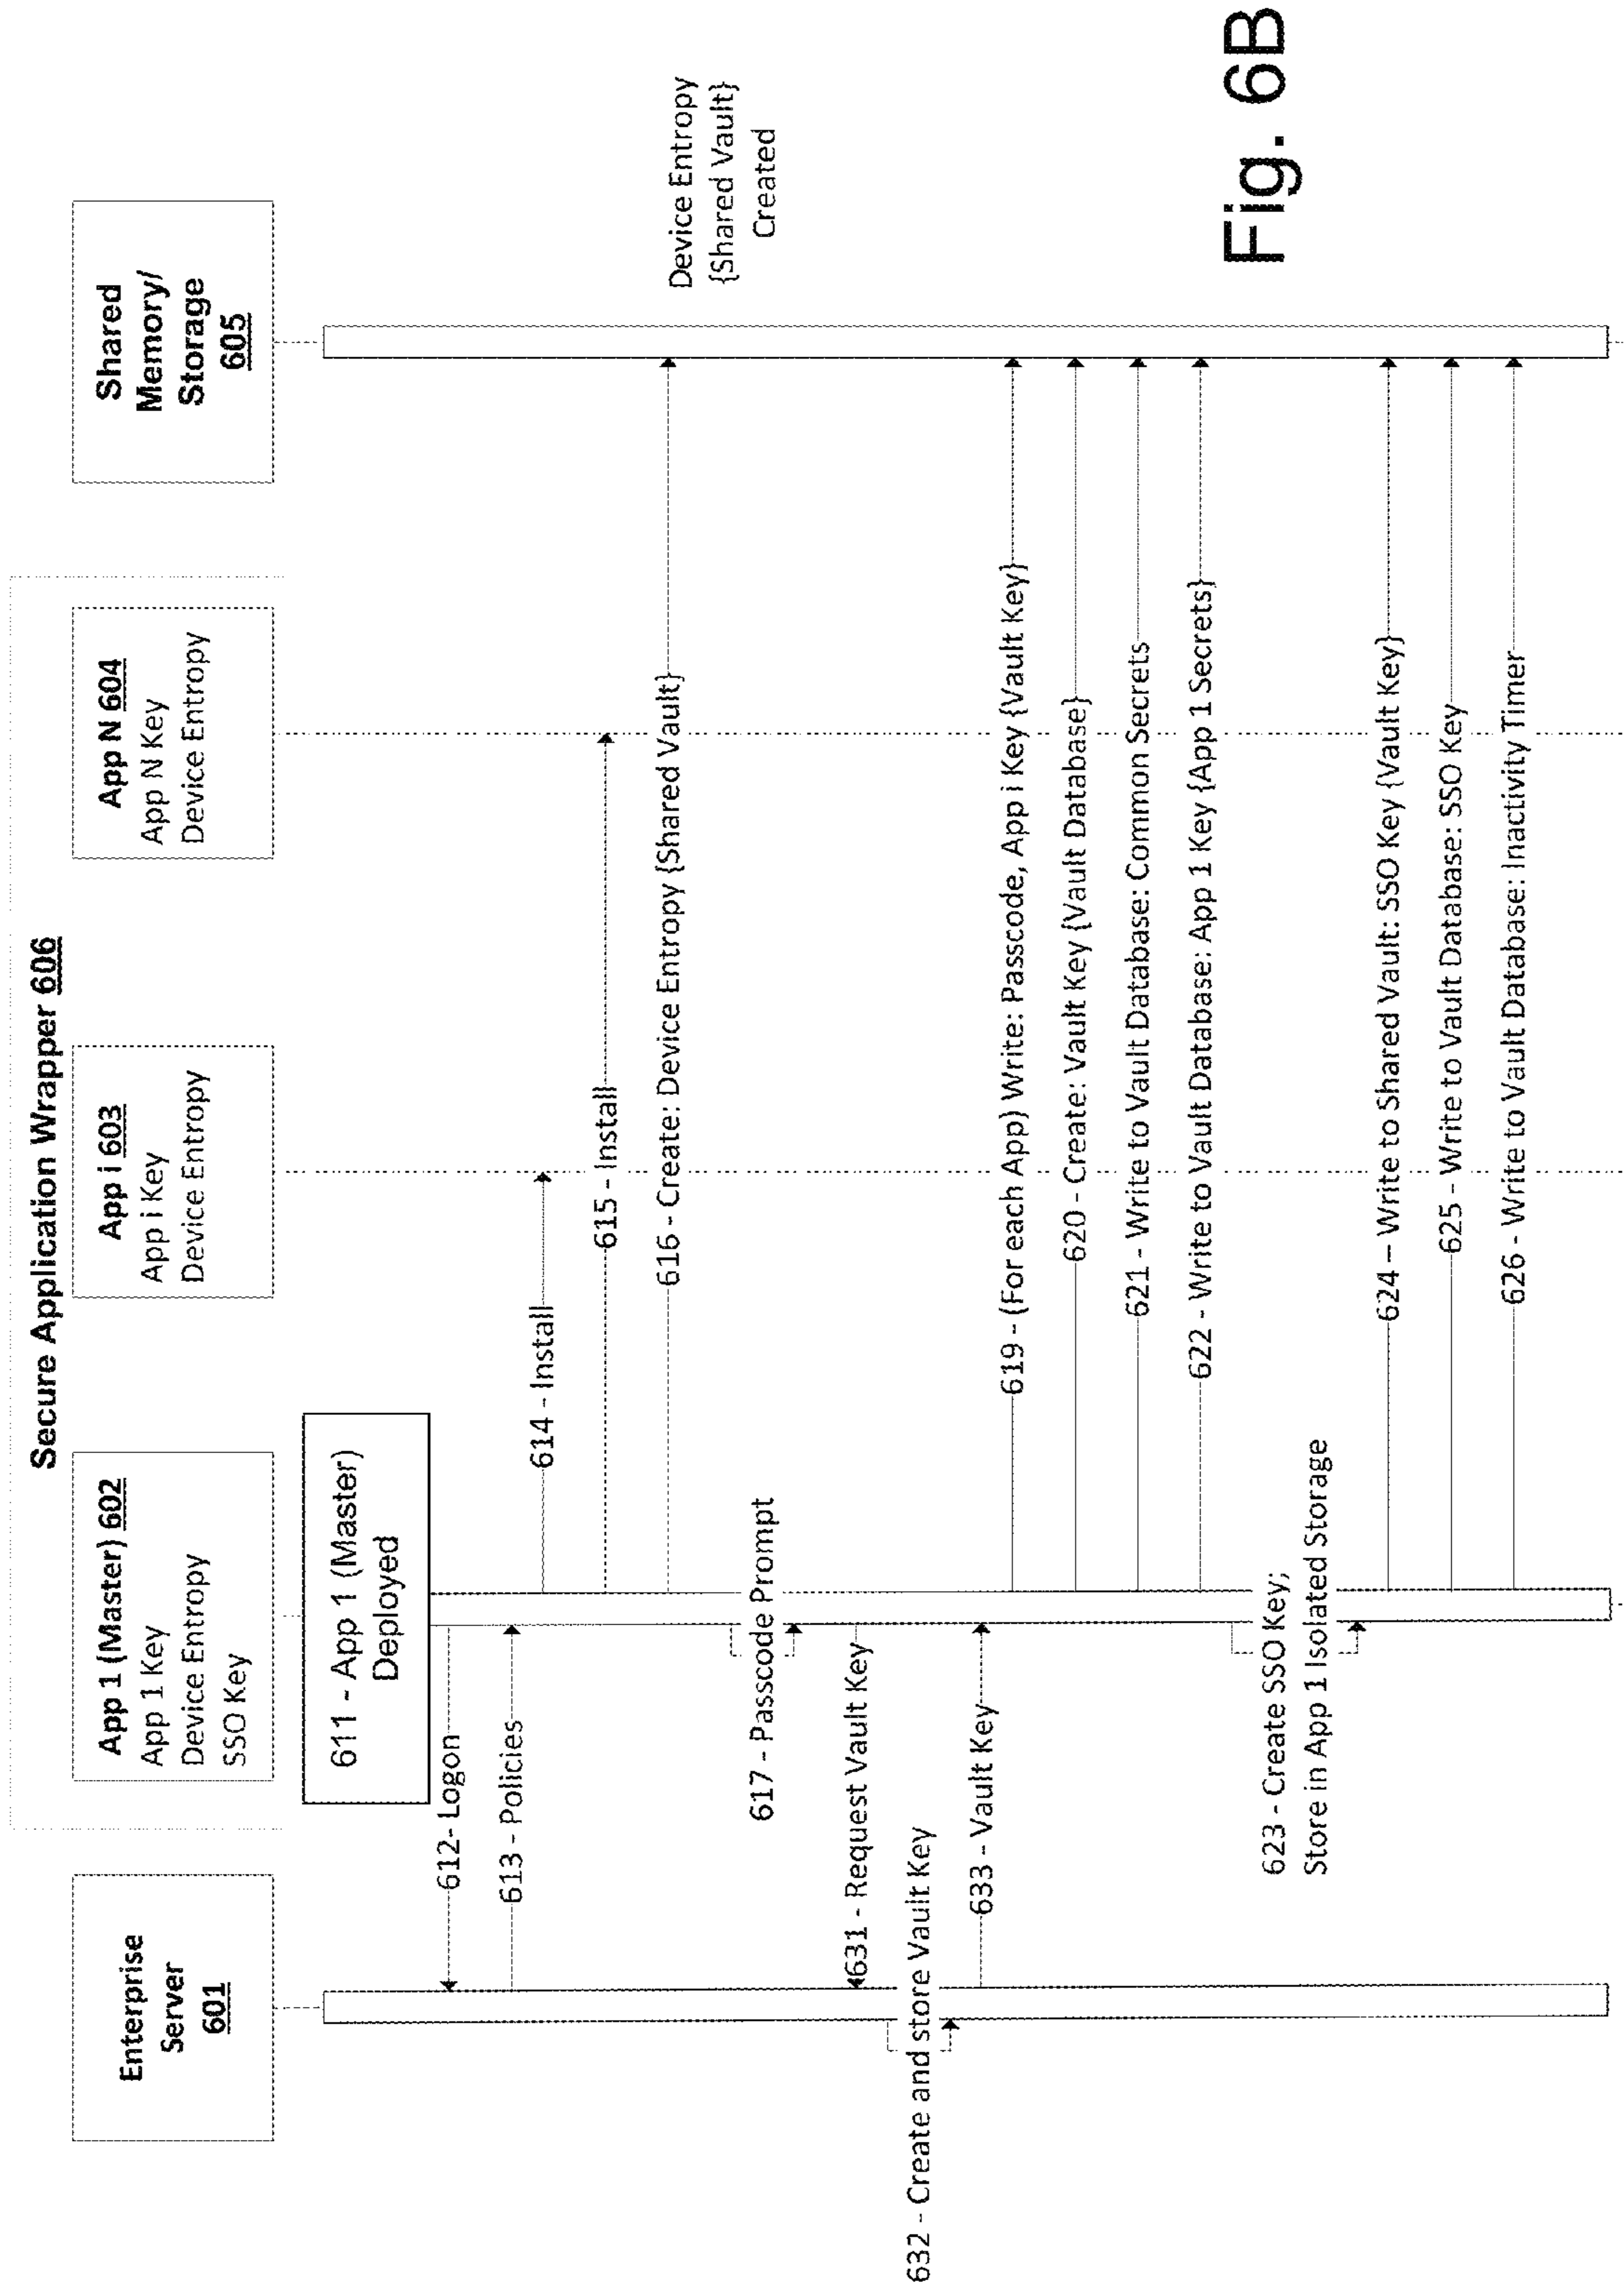 Secure Application Wrapper 606
Enterprise
Server
601
App 1 (Master) 602
App 1 Key
Device Entropy
SSO Key
App i 603
App i Key
Device Entropy
App N 604
App N Key
Device Entropy
Shared
Memory/
Storage
605
611 - App 1 (Master)
Deployed
612- Logon
613 - Policies
614 - Install
615 - Install
616 - Create: Device Entropy {Shared Vault}
Device Entropy
{Shared Vault}
Created
617 - Passcode Prompt
631 - Request Vault Key
632 - Create and store Vault Key
633 - Vault Key
619 - (For each App) Write: Passcode, App i Key {Vault Key}
620 - Create: Vault Key {Vault Database}
621 - Write to Vault Database: Common Secrets
622 - Write to Vault Database: App 1 Key {App 1 Secrets}
623 - Create SSO Key;
Store in App 1 Isolated Storage
624 – Write to Shared Vault: SSO Key {Vault Key}
625 - Write to Vault Database: SSO Key
626 - Write to Vault Database: Inactivity Timer
Fig. 6B